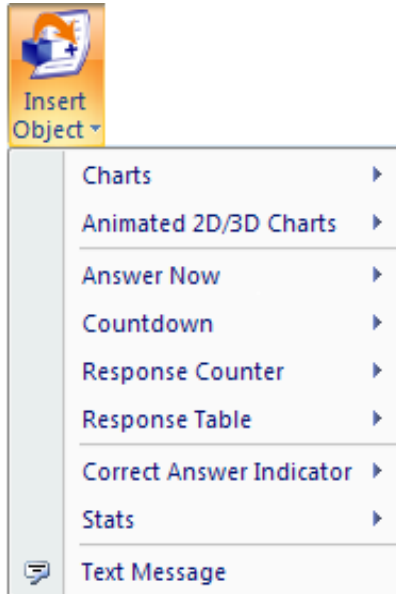 Insert
Object
Charts
Animated 2D/3D Charts
Answer Now
Countdown
Response Counter
Response Table
Correct Answer Indicator
Stats
Text Message